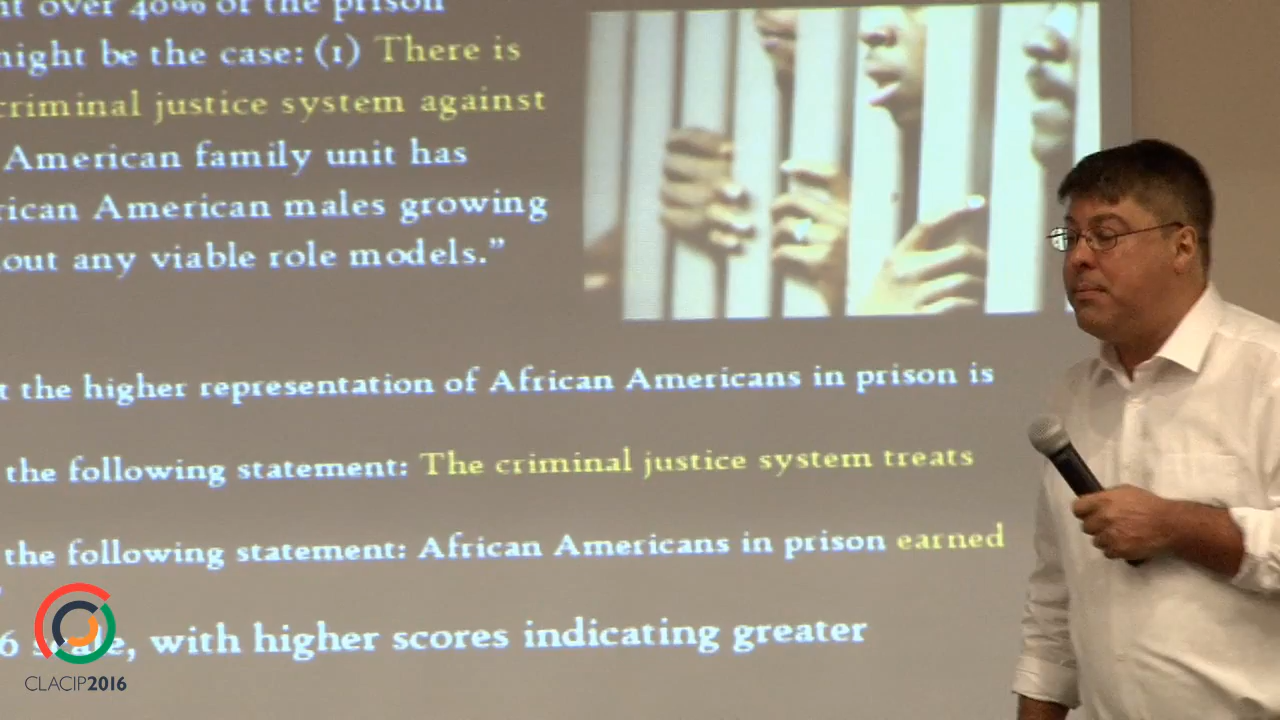 nt over 40% of the prison
might be the case: (1) There is
criminal justice system against
American family unit has
rican American males growing
out any viable role models."
t the higher representation of African Americans in prison is
the following statement: The criminal justice system treats
the following statement: African Americans in prison earned
6 scale, with higher scores indicating greater
CLACIP2016